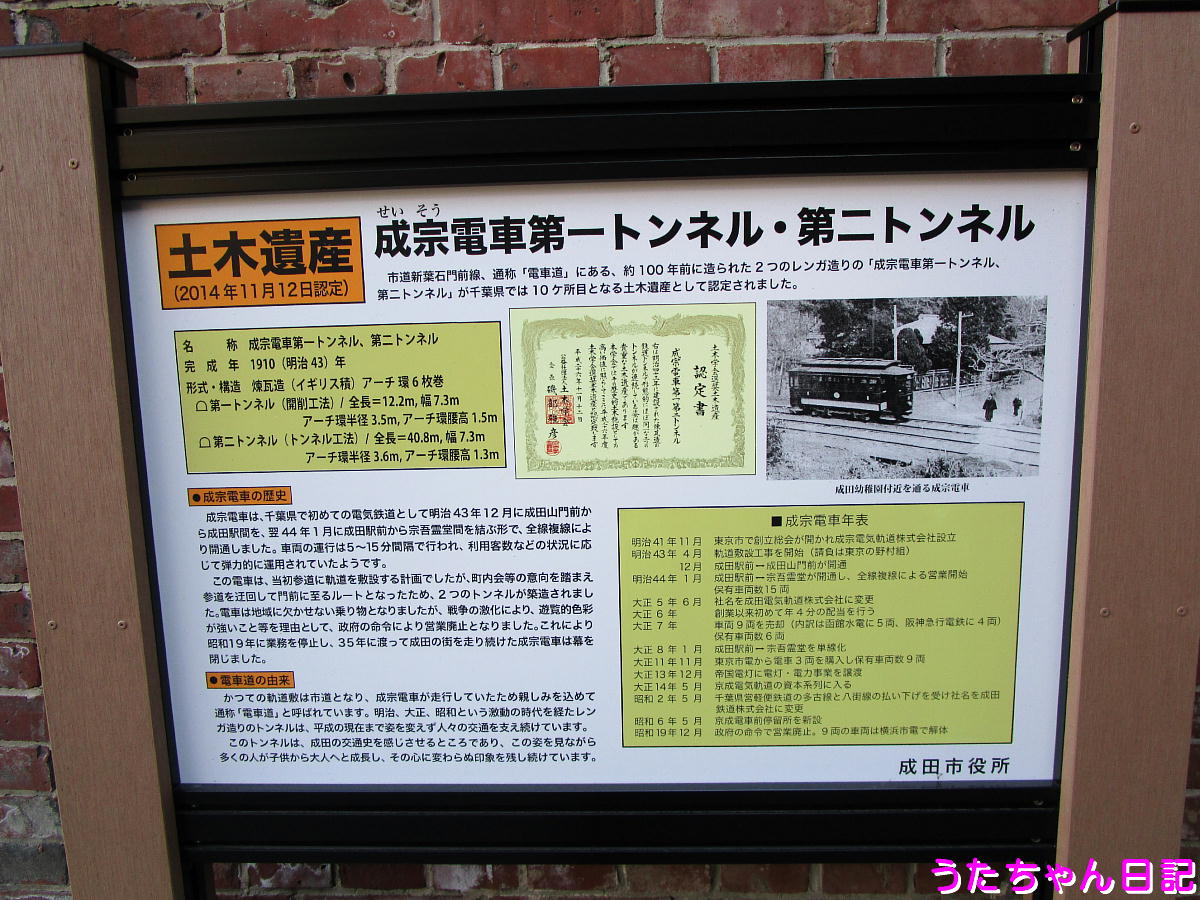 土木遺産
(2014年11月12日認定)
せい そう
成宗電車第一トンネル・第二トンネル
市道新葉石門前線、通称「電車道」にある、約100年前に造られた2つのレンガ造りの「成宗電車第一トンネル、
第二トンネル」が千葉県では10ケ所目となる土木遺産として認定されました。
名 称 成宗電車第一トンネル、第二トンネル
完 成 年 1910(明治43)年
形式・構造 煉瓦造(イギリス積)アーチ環6枚巻
第一トンネル(開削工法)/ 全長=12.2m, 幅7.3m
アーチ環半径3.5m, アーチ環腰高1.5m
第二トンネル(トンネル工法)/ 全長=40.8m, 幅7.3m
アーチ環半径3.6m, アーチ環腰高1.3m
土木学会選奨土木遺産
認定書
成宗電車第一第二トンネル
平成二十六年十一月十二日
公益社団法人 土木学会
会長
成田幼稚園付近を通る成宗電車
●成宗電車の歴史
成宗電車は、千葉県で初めての電気鉄道として明治43年12月に成田山門前か
ら成田駅間を、翌44年1月に成田駅前から宗吾霊堂間を結ぶ形で、全線複線によ
り開通しました。車両の運行は5〜15分間隔で行われ、利用客数などの状況に応
じて弾力的に運用されていたようです。
この電車は、当初参道に軌道を敷設する計画でしたが、町内会等の意向を踏まえ
参道を迂回して門前に至るルートとなったため、2つのトンネルが築造されまし
た。電車は地域に欠かせない乗り物となりましたが、戦争の激化により、遊覧的色彩
が強いこと等を理由として、政府の命令により営業廃止となりました。これにより
昭和19年に業務を停止し、35年に渡って成田の街を走り続けた成宗電車は幕を
閉じました。
●電車道の由来
かつての軌道敷は市道となり、成宗電車が走行していたため親しみを込めて
通称「電車道」と呼ばれています。明治、大正、昭和という激動の時代を経たレン
ガ造りのトンネルは、平成の現在まで姿を変えず人々の交通を支え続けています。
このトンネルは、成田の交通史を感じさせるところであり、この姿を見ながら
多くの人が子供から大人へと成長し、その心に変わらぬ印象を残し続けています。
■成宗電車年表
明治41年11月 東京市で創立総会が開かれ成宗電気軌道株式会社設立
明治43年 4月 軌道敷設工事を開始(請負は東京の野村組)
12月 成田駅前ー成田山門前が開通
明治44年 1月 成田駅前ー宗吾霊堂が開通し、全線複線による営業開始
保有車両数15両
大正5年6月 社名を成田電気軌道株式会社に変更
大正6年 創業以来初めて年4分の配当を行う
大正7年 車両9両を売却(内訳は函館水電に5両、阪神急行電鉄に4両)
保有車両数6両
大正8年1月 成田駅前ー宗吾霊堂を単線化
大正11年11月 東京市電から電車3両を購入し保有車両数9両
大正13年12月 帝国電灯に電灯・電力事業を譲渡
大正14年5月 京成電気軌道の資本系列に入る
昭和2年5月 千葉県営軽便鉄道の多古線と八街線の払い下げを受け社名を成田
鉄道株式会社に変更
昭和6年5月 京成電車前停留所を新設
昭和19年12月 政府の命令で営業廃止。9両の車両は横浜市電で解体
成田市役所
うたちゃん日記